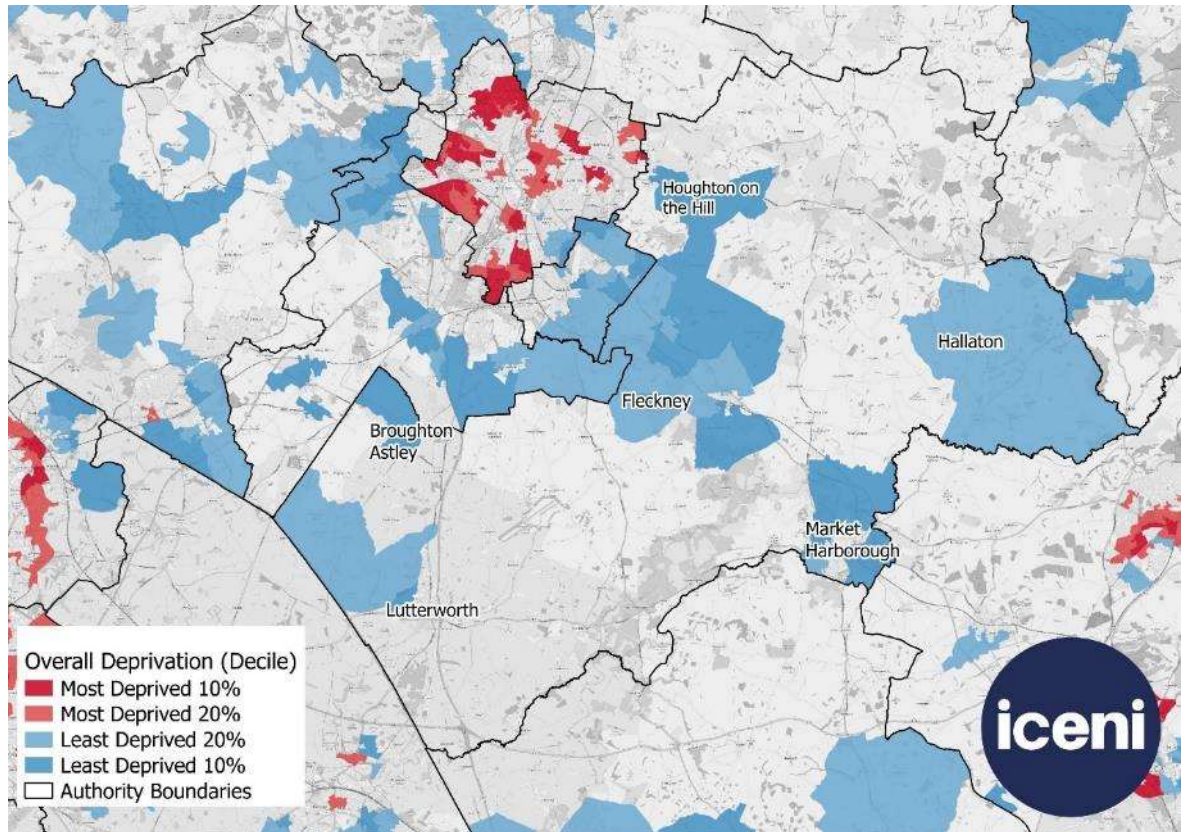 Houghton on
the Hill
Hallaton
Fleckney
Broughton
Astley
Market
Harborough
Lutterworth
Overall Deprivation (Decile)
Most Deprived 10%
Most Deprived 20%
Least Deprived 20%
Least Deprived 10%
Authority Boundaries
iceni